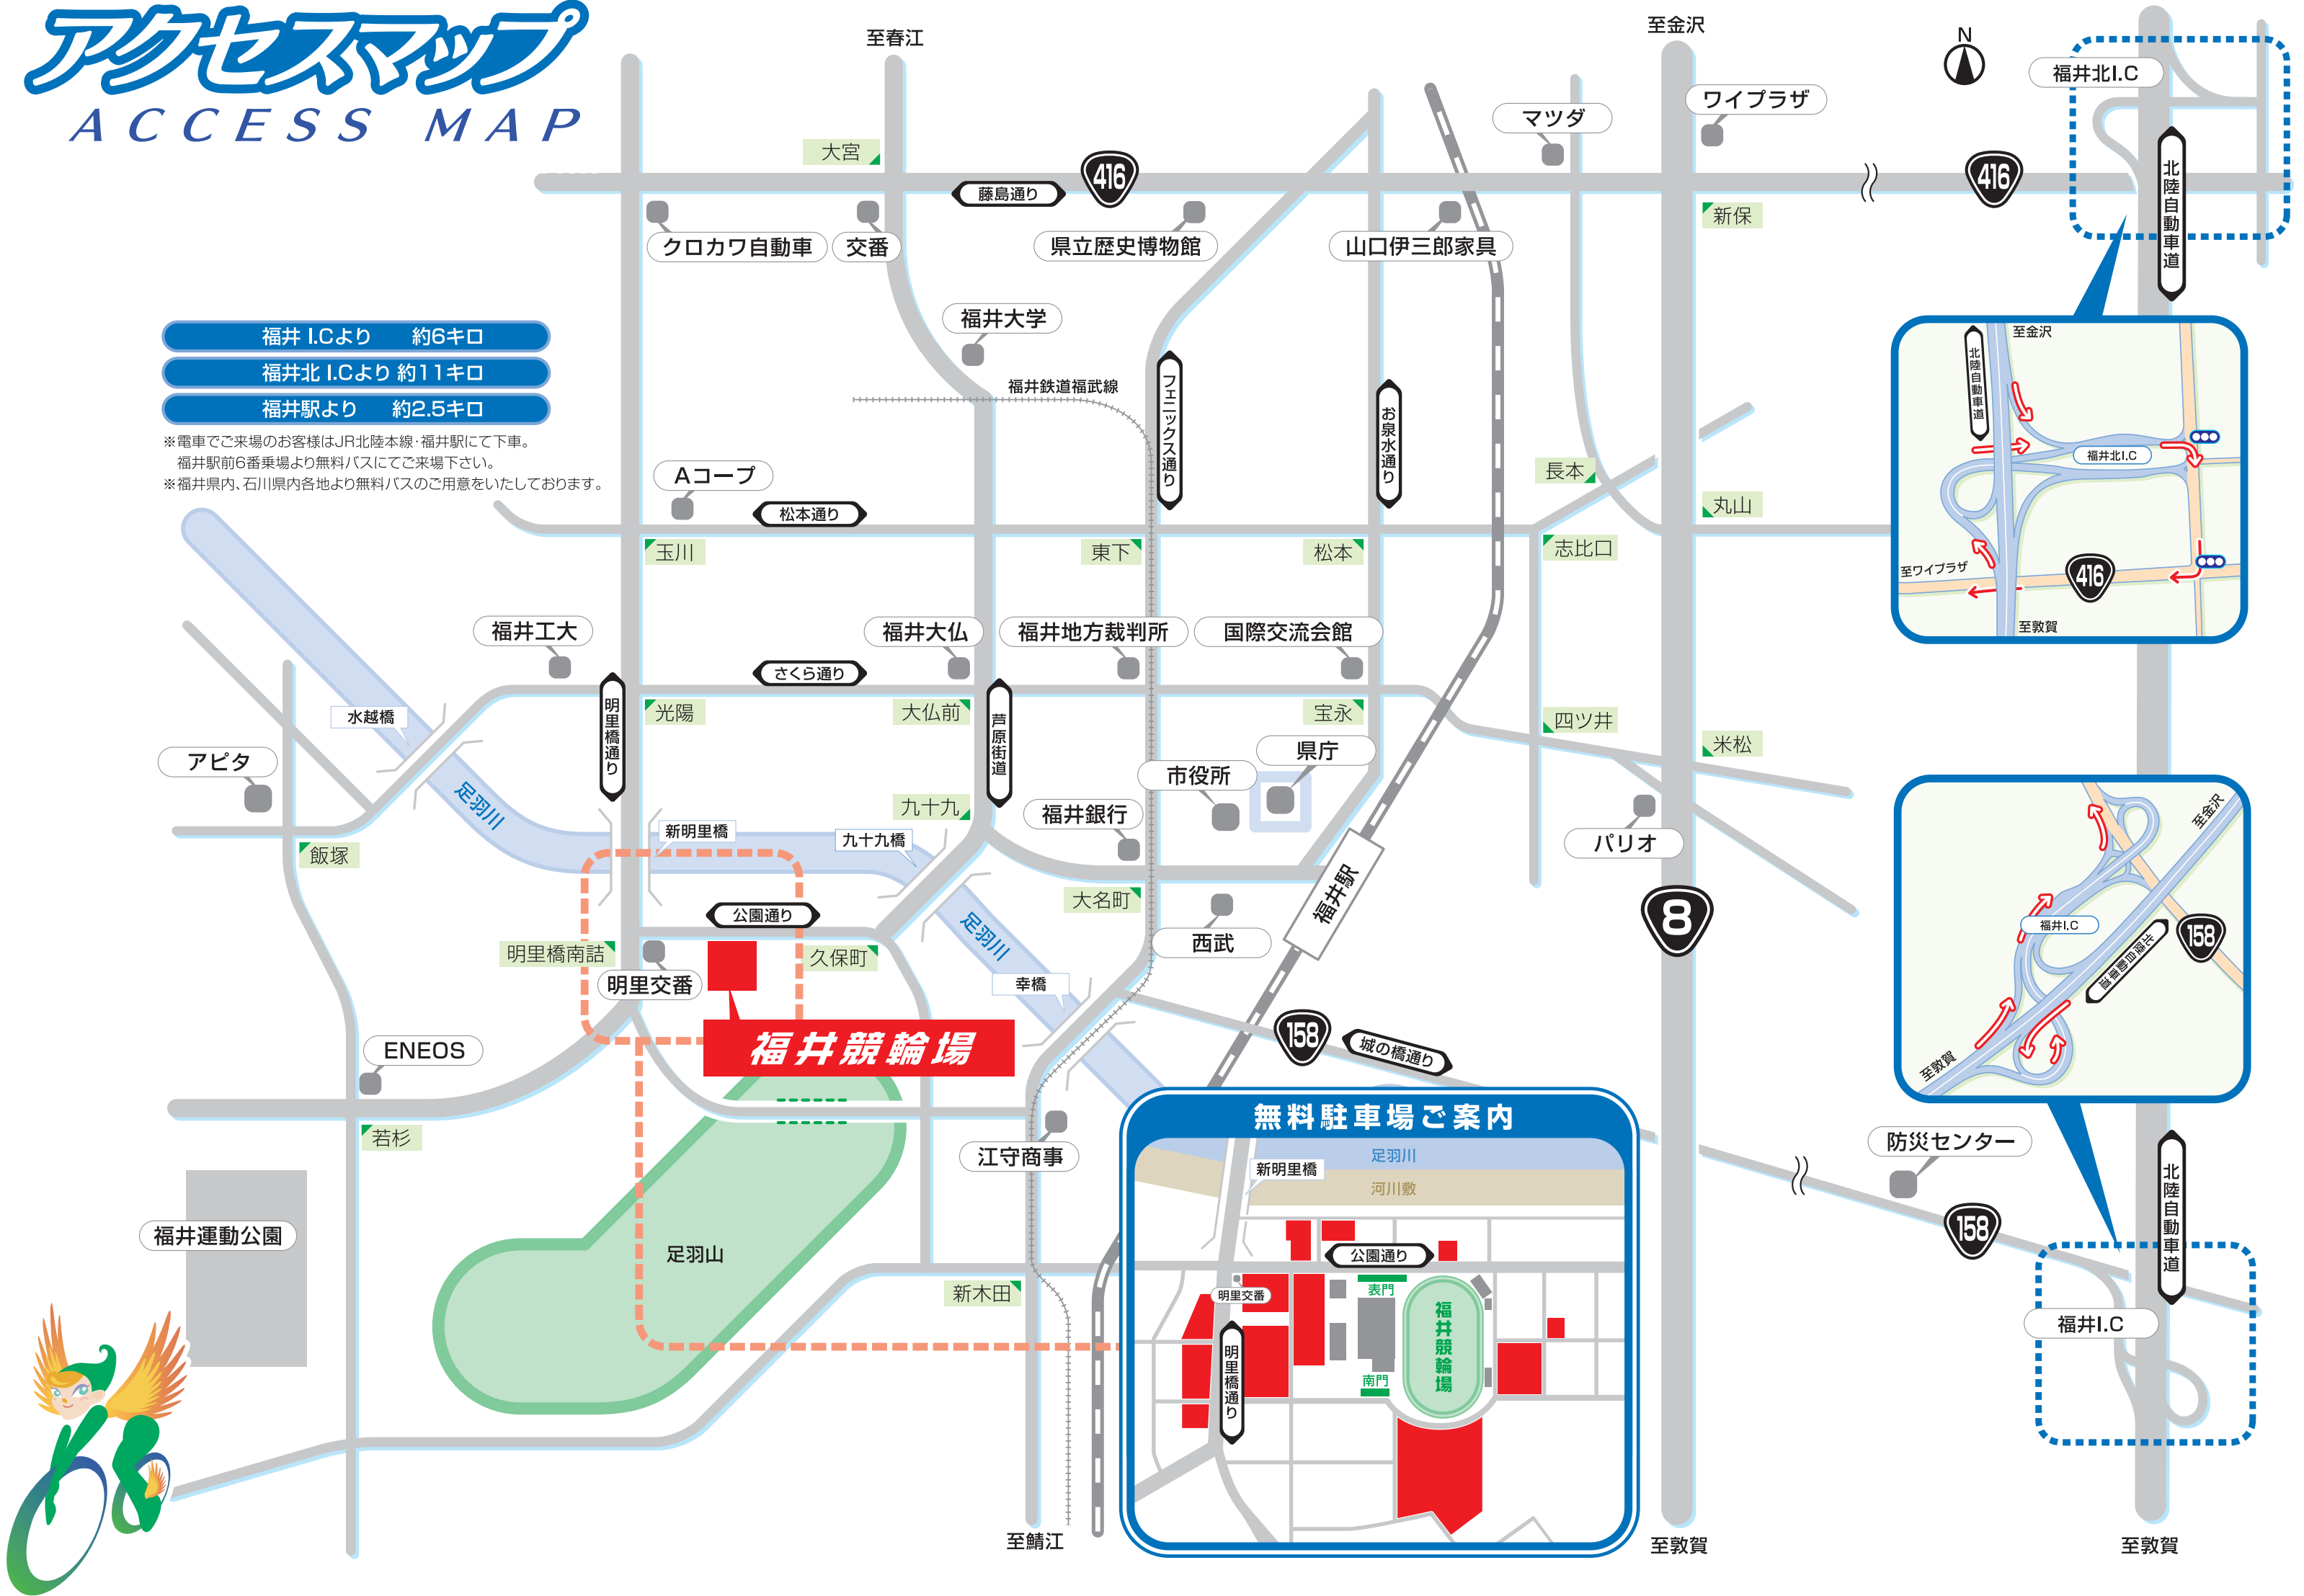 アクセスマップ
ACCESS MAP
至春江
至金沢
N
福井北I.C
ワイプラザ
マツダ
大宮
藤島通り
416
416
北陸自動車道
新保
クロカワ自動車
交番
県立歴史博物館
山口伊三郎家具
福井大学
福井 I.Cより 約6キロ
福井北 I.Cより 約11キロ
福井駅より 約2.5キロ
※電車でご来場のお客様はJR北陸本線・福井駅にて下車。
福井駅前6番乗場より無料バスにてご来場下さい。
※福井県内、石川県内各地より無料バスのご用意をいたしております。
福井鉄道福武線
フェニックス通り
お泉水通り
至金沢
北陸自動車道
福井北I.C
至ワイプラザ
416
至敦賀
Aコープ
松本通り
長本
丸山
玉川
東下
松本
志比口
福井工大
福井大仏
福井地方裁判所
国際交流会館
さくら通り
水越橋
明里橋通り
光陽
大仏前
芦原街道
宝永
四ツ井
米松
アピタ
足羽川
県庁
市役所
九十九
福井銀行
新明里橋
九十九橋
パリオ
飯塚
福井駅
大名町
公園通り
8
西武
足羽川
明里橋南詰
明里交番
久保町
幸橋
至金沢
福井I.C
158
北陸自動車道
至敦賀
福井競輪場
158
城の橋通り
ENEOS
若杉
江守商事
防災センター
158
北陸自動車道
福井I.C
福井運動公園
足羽山
新木田
無料駐車場ご案内
足羽川
新明里橋
河川敷
公園通り
明里交番
表門
福井競輪場
明里橋通り
南門
至鯖江
至敦賀
至敦賀